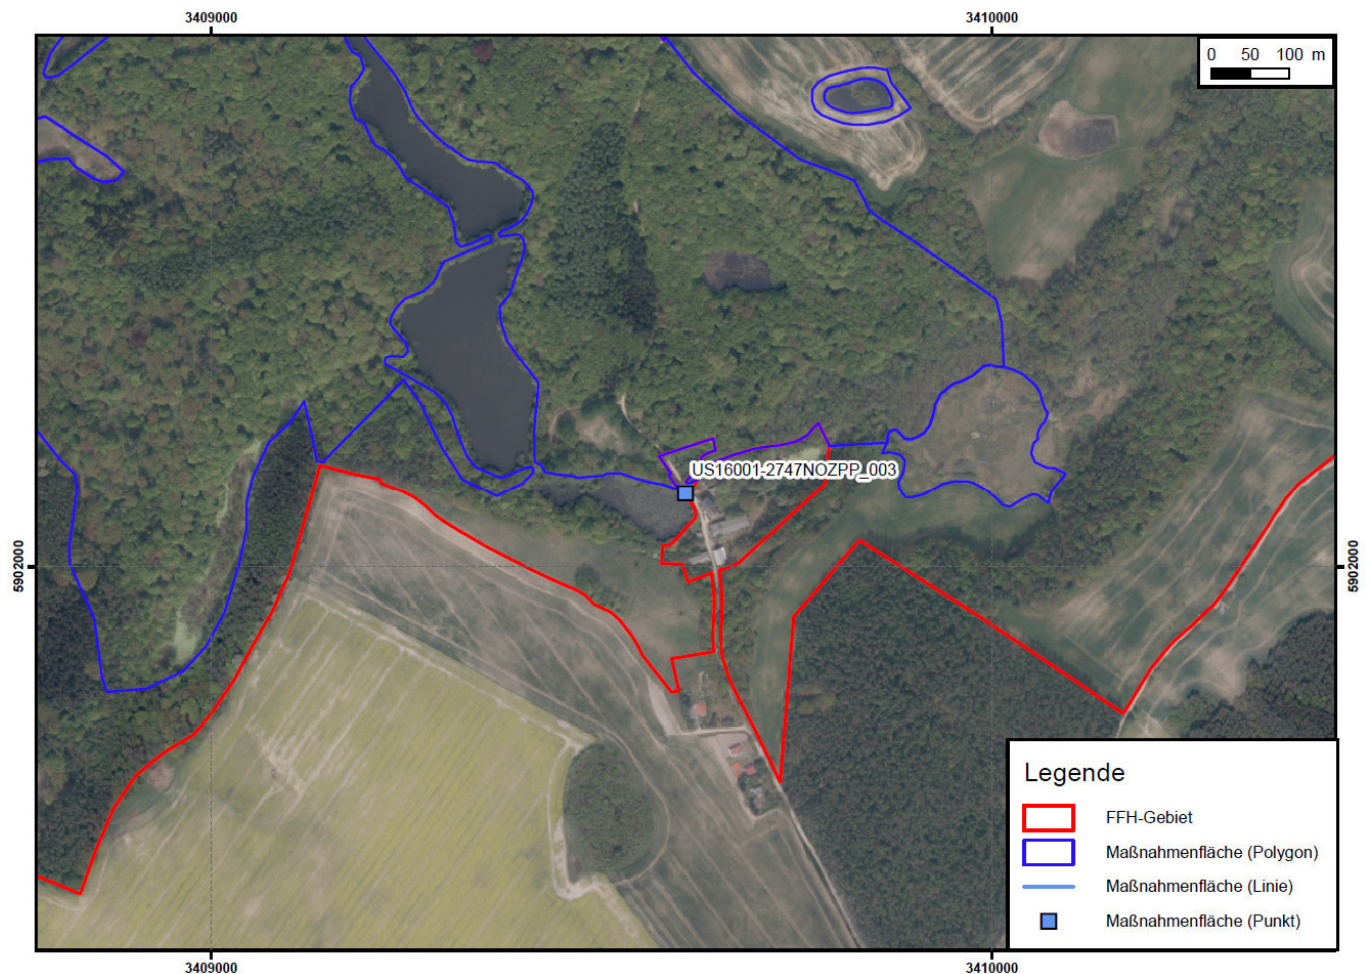 3409000
3410000
0 50 100 m
US16001-2747NOZPP_003
5902000
5902000
Legende
FFH-Gebiet
Maßnahmenfläche (Polygon)
Maßnahmenfläche (Linie)
Maßnahmenfläche (Punkt)
3409000
3410000